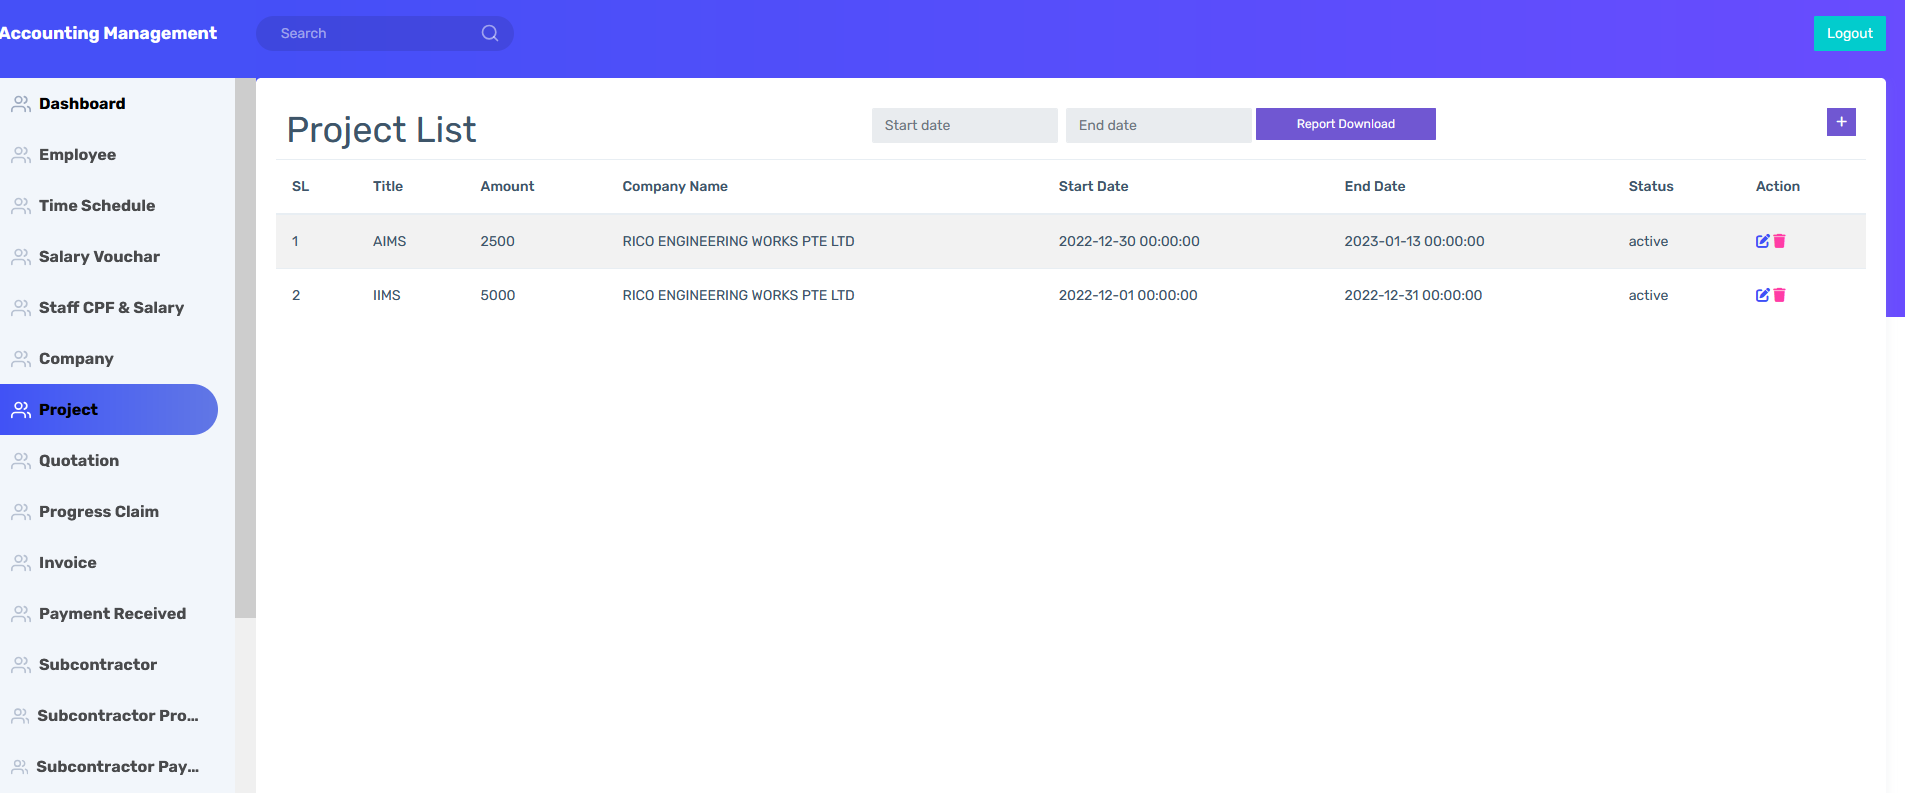 Accounting Management
Search
Logout
Dashboard
Employee
Time Schedule
Salary Vouchar
Staff CPF & Salary
Company
Project
Quotation
Progress Claim
Invoice
Payment Received
Subcontractor
Subcontractor Pro...
Subcontractor Pay...
Project List
Start date
End date
Report Download
+
SL Title Amount Company Name Start Date End Date Status Action
1 AIMS 2500 RICO ENGINEERING WORKS PTE LTD 2022-12-30 00:00:00 2023-01-13 00:00:00 active
2 IIMS 5000 RICO ENGINEERING WORKS PTE LTD 2022-12-01 00:00:00 2022-12-31 00:00:00 active